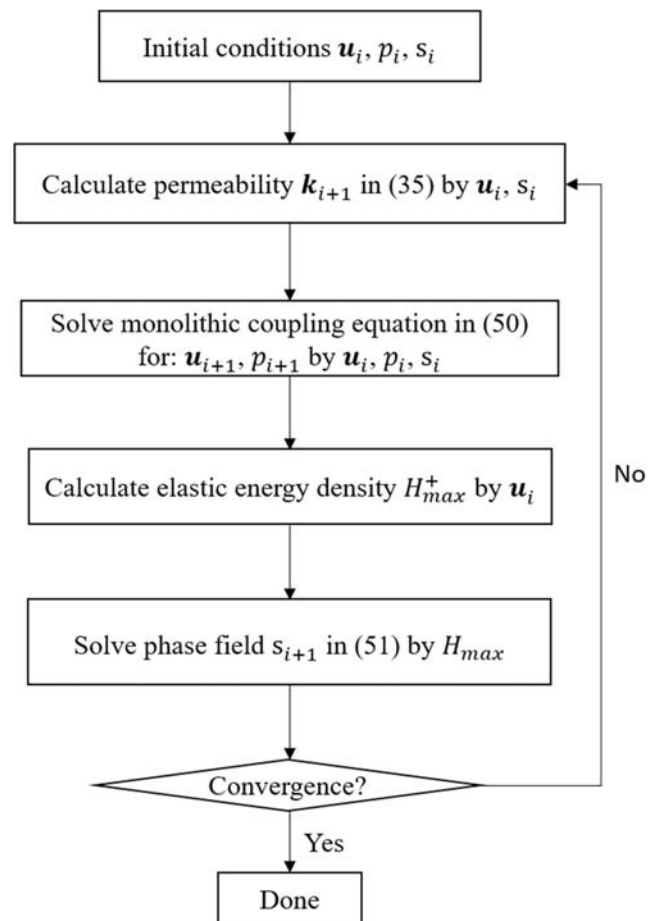 Initial conditions 𝒖ᵢ, pᵢ, sᵢ
Calculate permeability 𝒌ᵢ₊₁ in (35) by 𝒖ᵢ, sᵢ
Solve monolithic coupling equation in (50)
for: 𝒖ᵢ₊₁, pᵢ₊₁ by 𝒖ᵢ, pᵢ, sᵢ
Calculate elastic energy density H⁺ₘₐₓ by 𝒖ᵢ
No
Solve phase field sᵢ₊₁ in (51) by Hₘₐₓ
Convergence?
Yes
Done